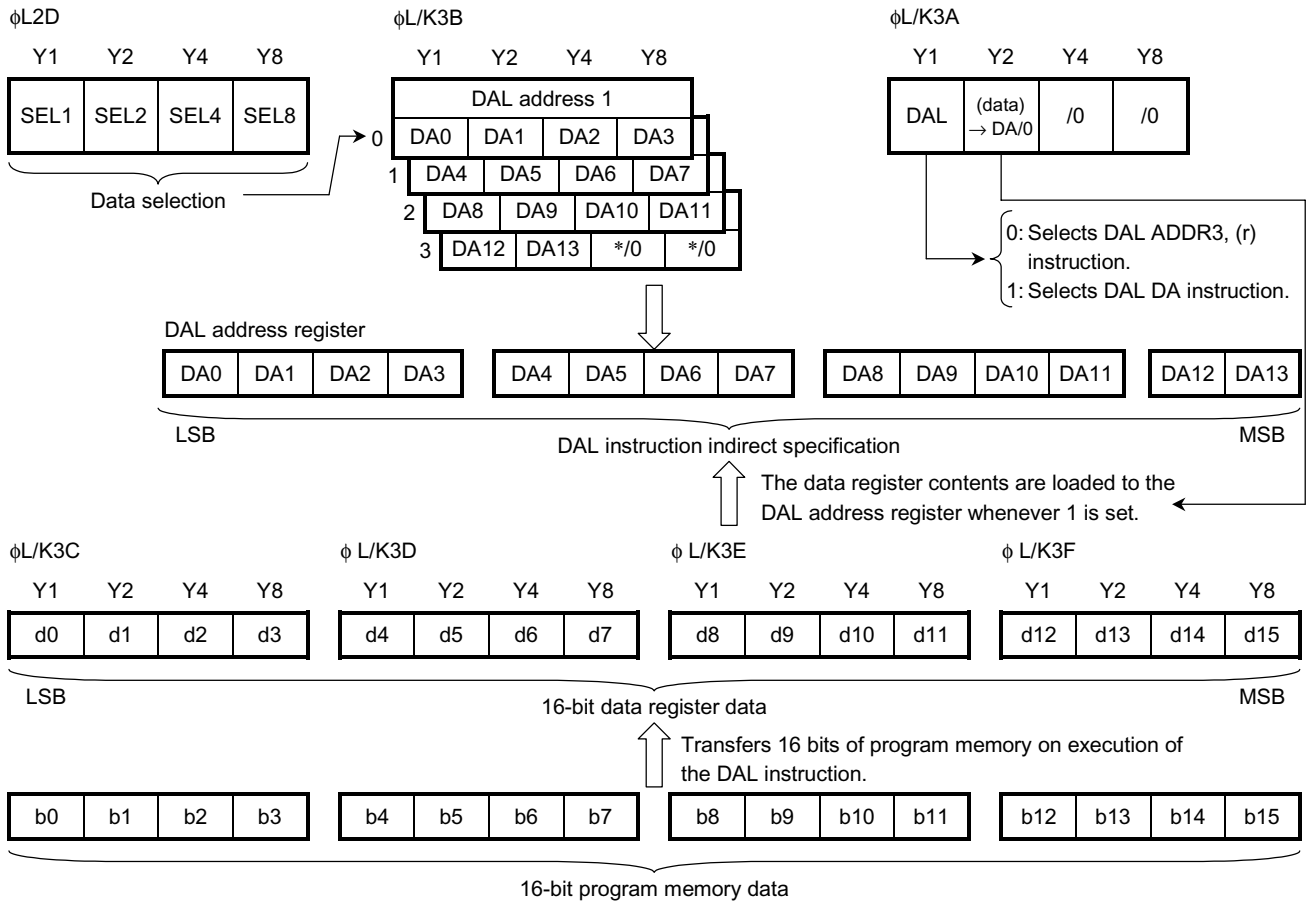 ϕL2D
ϕL/K3B
ϕL/K3A
Y1 Y2 Y4 Y8
Y1 Y2 Y4 Y8
Y1 Y2 Y4 Y8
SEL1 SEL2 SEL4 SEL8
Data selection
DAL address 1
0 DA0 DA1 DA2 DA3
1 DA4 DA5 DA6 DA7
2 DA8 DA9 DA10 DA11
3 DA12 DA13 */0 */0
DAL (data) → DA/0 /0 /0
0: Selects DAL ADDR3, (r)
instruction.
1: Selects DAL DA instruction.
DAL address register
DA0 DA1 DA2 DA3 DA4 DA5 DA6 DA7 DA8 DA9 DA10 DA11 DA12 DA13
LSB MSB
DAL instruction indirect specification
The data register contents are loaded to the
DAL address register whenever 1 is set.
ϕL/K3C ϕ L/K3D ϕ L/K3E ϕ L/K3F
Y1 Y2 Y4 Y8 Y1 Y2 Y4 Y8 Y1 Y2 Y4 Y8 Y1 Y2 Y4 Y8
d0 d1 d2 d3 d4 d5 d6 d7 d8 d9 d10 d11 d12 d13 d14 d15
LSB MSB
16-bit data register data
Transfers 16 bits of program memory on execution of
the DAL instruction.
b0 b1 b2 b3 b4 b5 b6 b7 b8 b9 b10 b11 b12 b13 b14 b15
16-bit program memory data